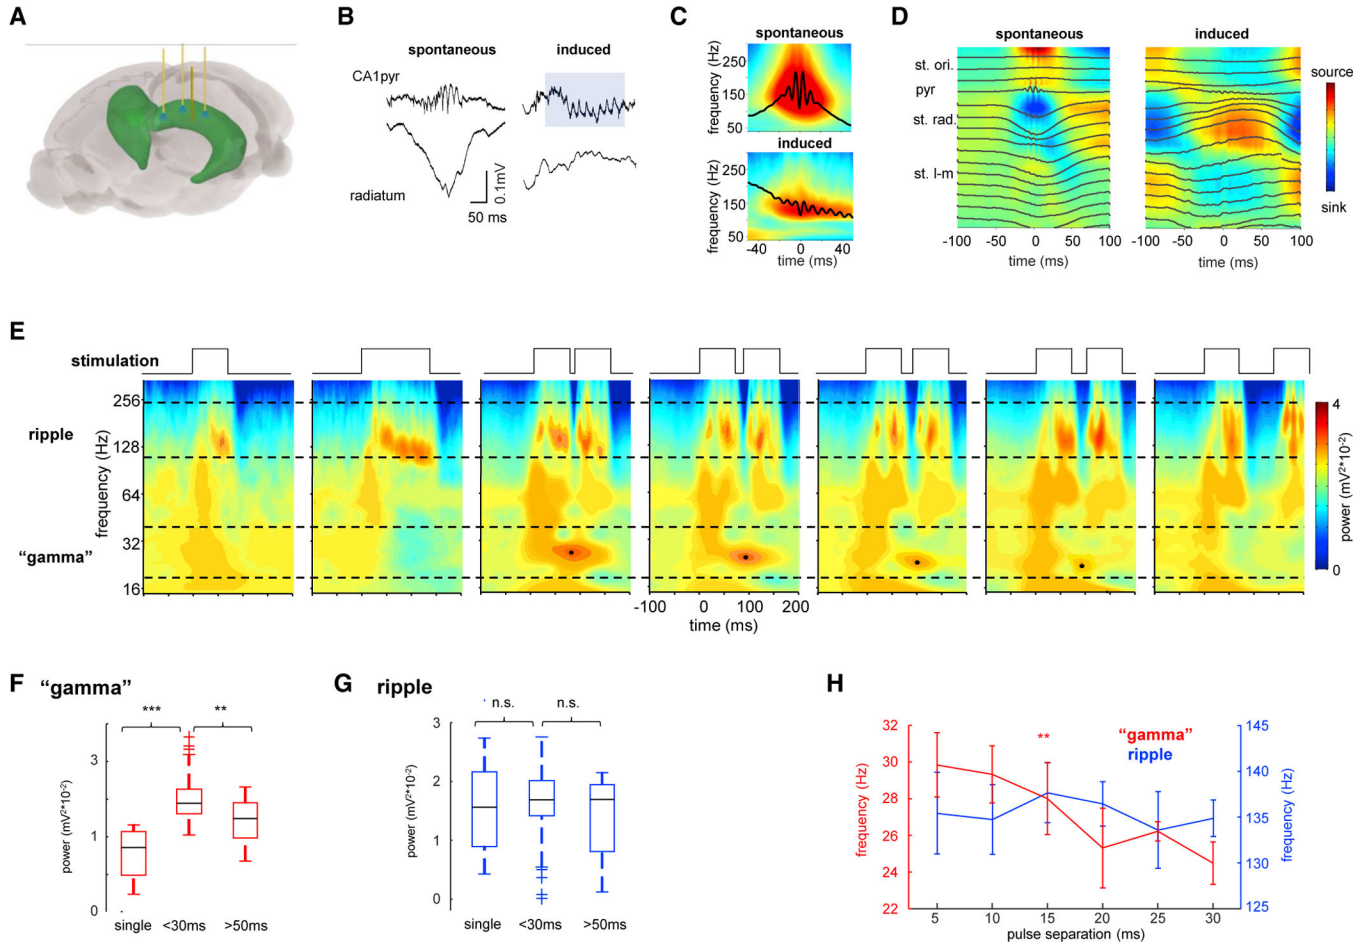 A
B
spontaneous
induced
CA1pyr
radiatum
0.1mV
50 ms
C
spontaneous
frequency (Hz)
250
150
50
induced
frequency (Hz)
250
150
50
-40
0
40
time (ms)
D
spontaneous
induced
st. ori.
pyr
st. rad.
st. l-m
-100
-50
0
50
100
time (ms)
-100
-50
0
50
100
time (ms)
source
sink
E
stimulation
ripple
"gamma"
frequency (Hz)
256
128
64
32
16
-100
0
100
200
time (ms)
4
0
power (mV²*10⁻²)
F
"gamma"
***
**
power (mV²*10⁻²)
3
1
0
single
<30ms
>50ms
G
ripple
n.s.
n.s.
power (mV²*10⁻²)
3
2
1
0
single
<30ms
>50ms
H
"gamma"
ripple
**
frequency (Hz)
32
30
28
26
24
22
145
140
135
130
125
frequency (Hz)
5
10
15
20
25
30
pulse separation (ms)